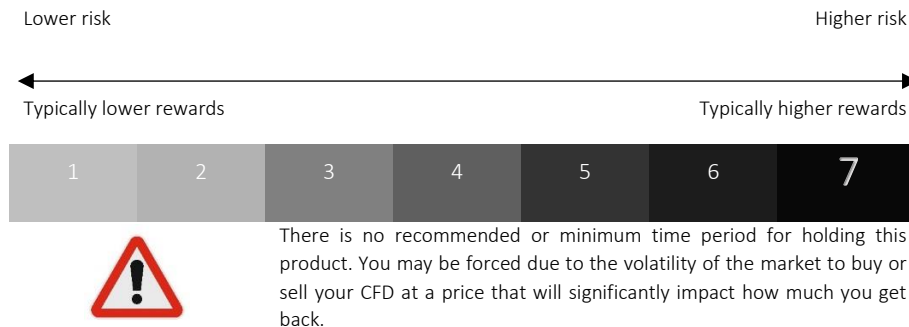 Lower risk Higher risk
Typically lower rewards Typically higher rewards
1 2 3 4 5 6 7
There is no recommended or minimum time period for holding this
product. You may be forced due to the volatility of the market to buy or
sell your CFD at a price that will significantly impact how much you get
back.